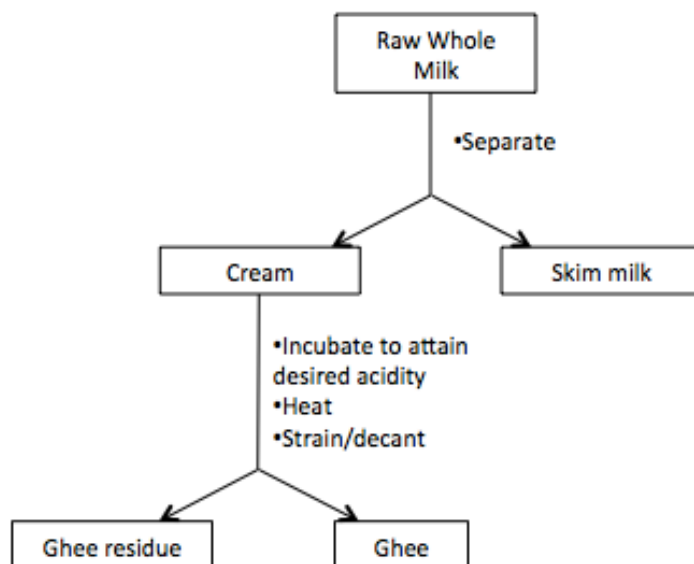 Raw Whole
Milk
•Separate
Cream
Skim milk
•Incubate to attain
desired acidity
•Heat
•Strain/decant
Ghee residue
Ghee